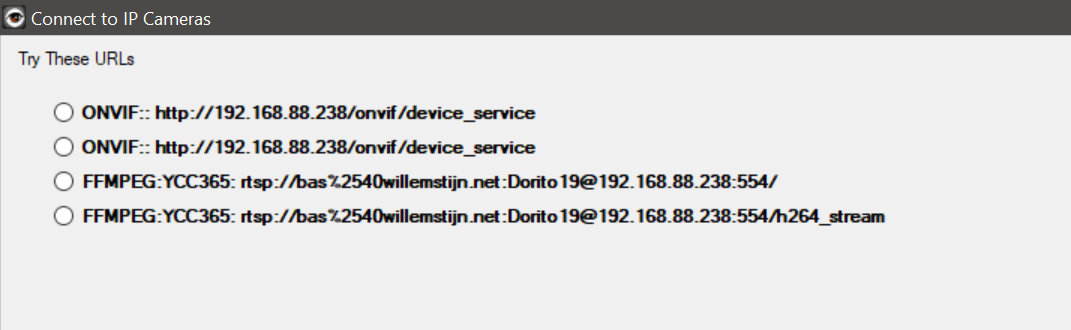 Connect to IP Cameras
Try These URLs
ONVIF:: http://192.168.88.238/onvif/device_service
ONVIF:: http://192.168.88.238/onvif/device_service
FFMPEG:YCC365: rtsp://bas%2540willemstijn.net:Dorito19@192.168.88.238:554/
FFMPEG:YCC365: rtsp://bas%2540willemstijn.net:Dorito19@192.168.88.238:554/h264_stream